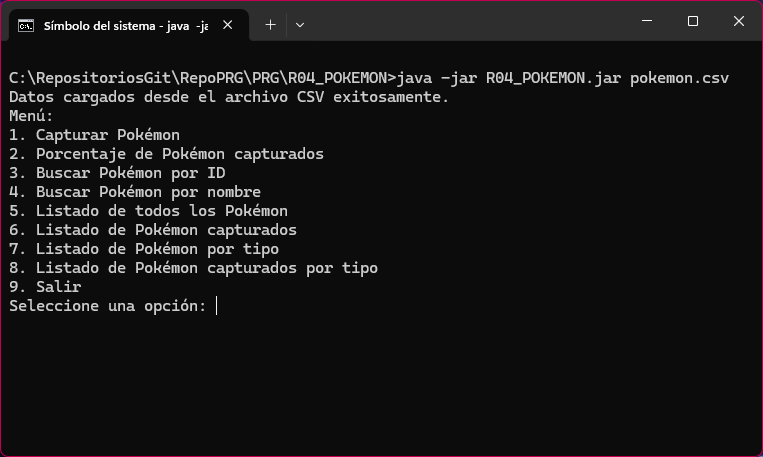 Símbolo del sistema - java -ja
C:\RepositoriosGit\RepoPRG\PRG\R04_POKEMON>java -jar R04_POKEMON.jar pokemon.csv
Datos cargados desde el archivo CSV exitosamente.
Menú:
1. Capturar Pokémon
2. Porcentaje de Pokémon capturados
3. Buscar Pokémon por ID
4. Buscar Pokémon por nombre
5. Listado de todos los Pokémon
6. Listado de Pokémon capturados
7. Listado de Pokémon por tipo
8. Listado de Pokémon capturados por tipo
9. Salir
Seleccione una opción: